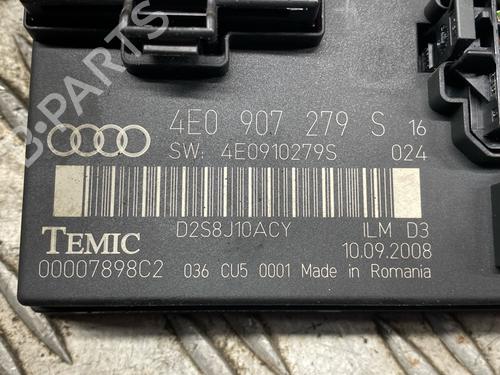 B-PARTS
4E0 907 279 S 16
SW: 4E0910279S 024
D2S8J10ACY ILM D3
TEMIC 10.09.2008
00007898C2 036 CU5 0001 Made in Romania